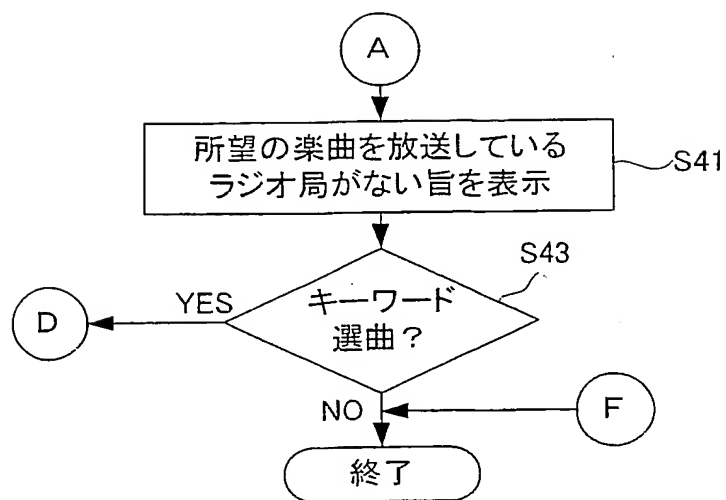 A
所望の楽曲を放送している
ラジオ局がない旨を表示
S41
S43
キーワード
選曲？
YES
D
NO
F
終了